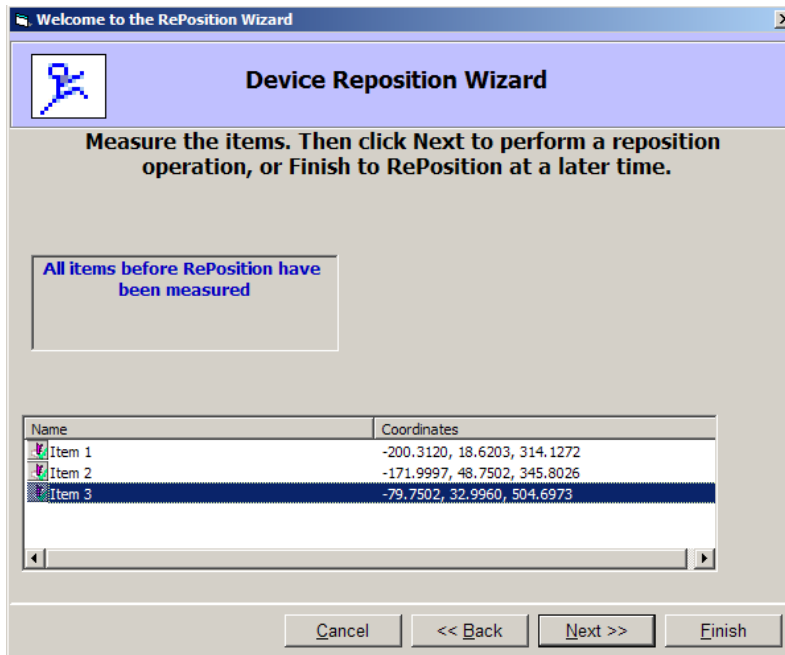 Welcome to the RePosition Wizard
Device Reposition Wizard
Measure the items. Then click Next to perform a reposition
operation, or Finish to RePosition at a later time.
All items before RePosition have
been measured
Name Coordinates
Item 1 -200.3120, 18.6203, 314.1272
Item 2 -171.9997, 48.7502, 345.8026
Item 3 -79.7502, 32.9960, 504.6973
Cancel << Back Next >> Finish